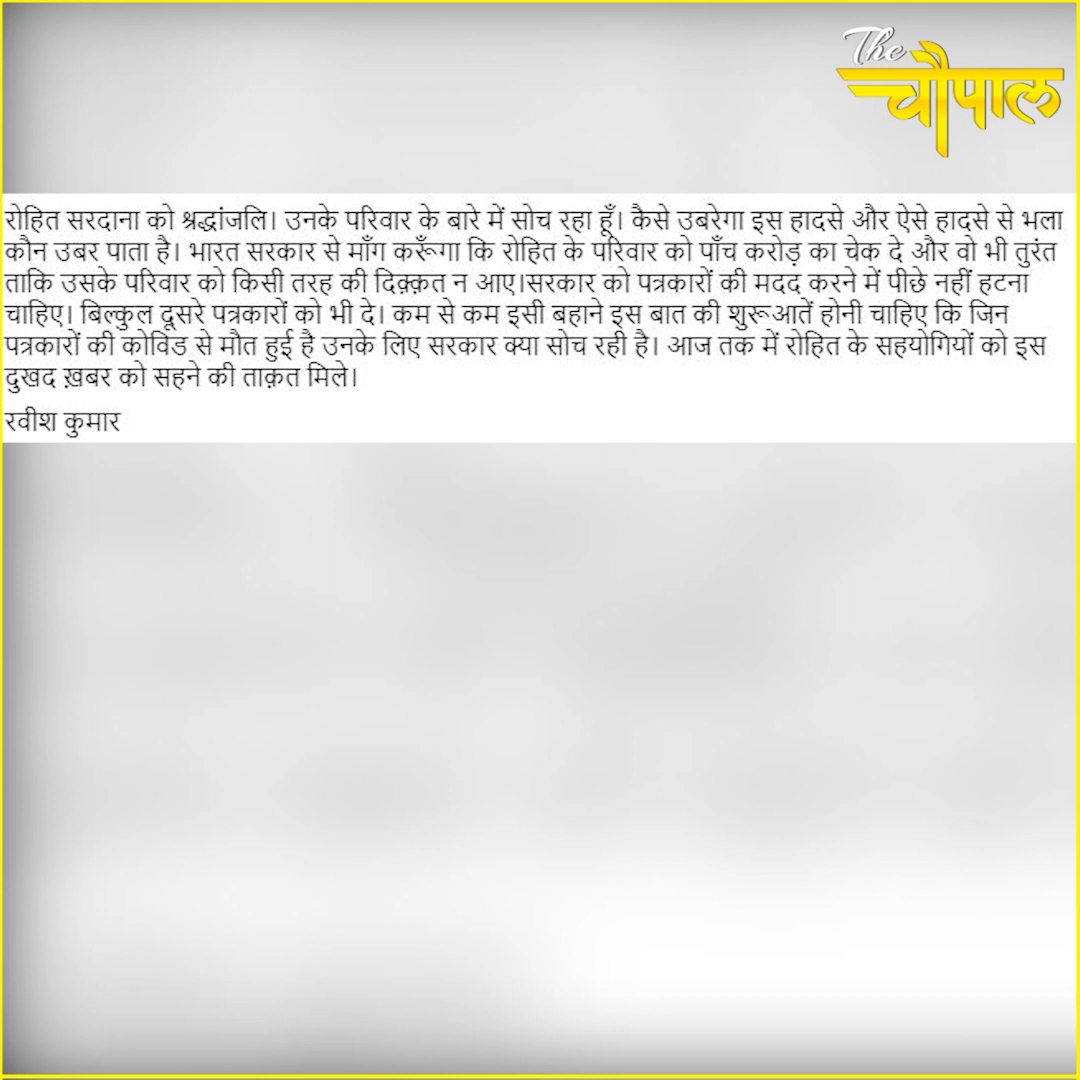 The
चौपाल
रोहित सरदाना को श्रद्धांजलि। उनके परिवार के बारे में सोच रहा हूँ। कैसे उबरेगा इस हादसे और ऐसे हादसे से भला
कौन उबर पाता है। भारत सरकार से माँग करूँगा कि रोहित के परिवार को पाँच करोड़ का चेक दे और वो भी तुरंत
ताकि उसके परिवार को किसी तरह की दिक़्क़त न आए।सरकार को पत्रकारों की मदद करने में पीछे नहीं हटना
चाहिए। बिल्कुल दूसरे पत्रकारों को भी दे। कम से कम इसी बहाने इस बात की शुरूआतें होनी चाहिए कि जिन
पत्रकारों की कोविड से मौत हुई है उनके लिए सरकार क्या सोच रही है। आज तक में रोहित के सहयोगियों को इस
दुखद ख़बर को सहने की ताक़त मिले।
रवीश कुमार